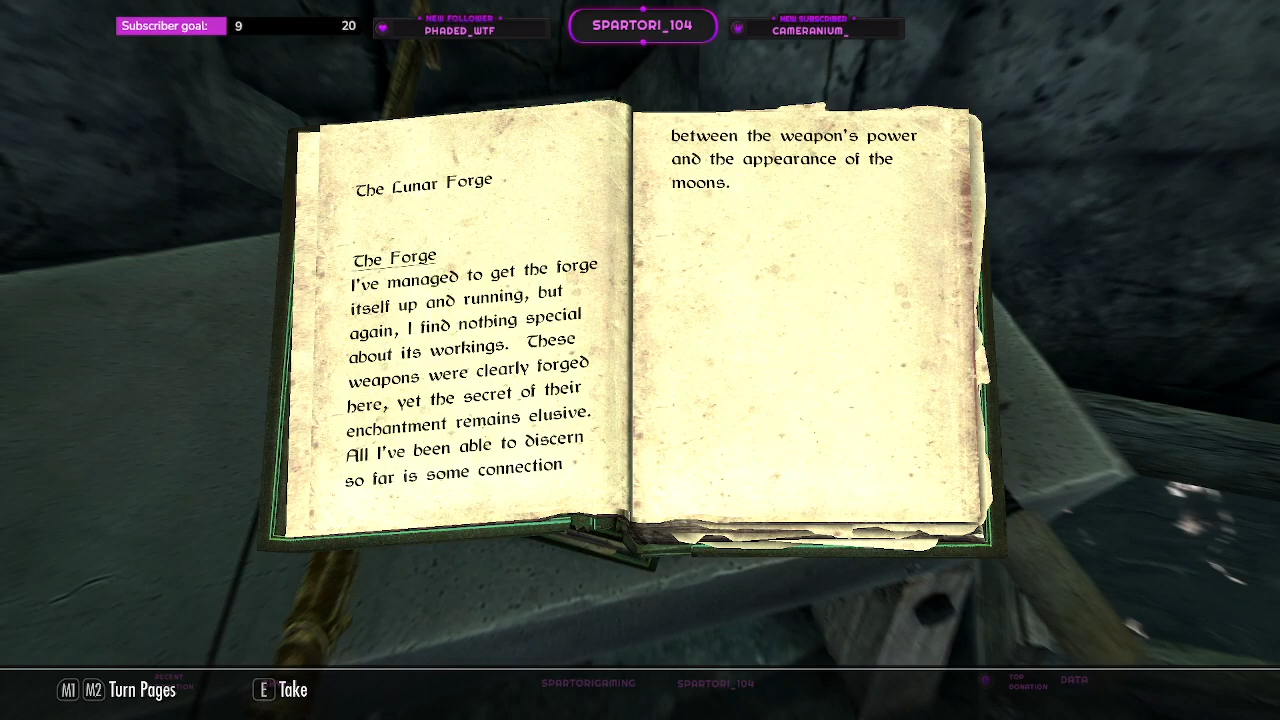 Subscriber goal:
9
20
NEW FOLLOWER
PHADED_WTF
SPARTORI_104
NEW SUBSCRIBER
CAMERANIUM_
The Lunar Forge
The Forge
I've managed to get the forge
itself up and running, but
again, I find nothing special
about its workings.  These
weapons were clearly forged
here, yet the secret of their
enchantment remains elusive.
All I've been able to discern
so far is some connection
between the weapon's power
and the appearance of the
moons.
M1 M2 Turn Pages
E Take
RECENT
SPARTORIGAMING
SPARTORI_104
TOP
DONATION
DATA